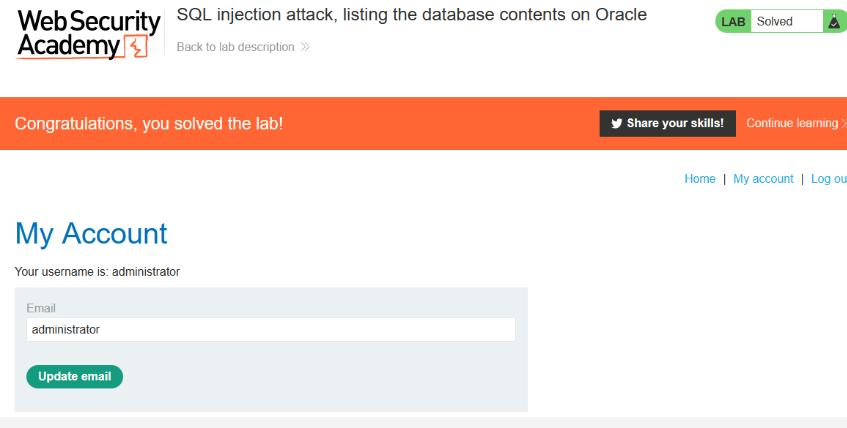 Web Security
Academy
SQL injection attack, listing the database contents on Oracle
Back to lab description
LAB Solved
Congratulations, you solved the lab!
Share your skills!
Continue learning
Home | My account | Log ou
My Account
Your username is: administrator
Email
administrator
Update email